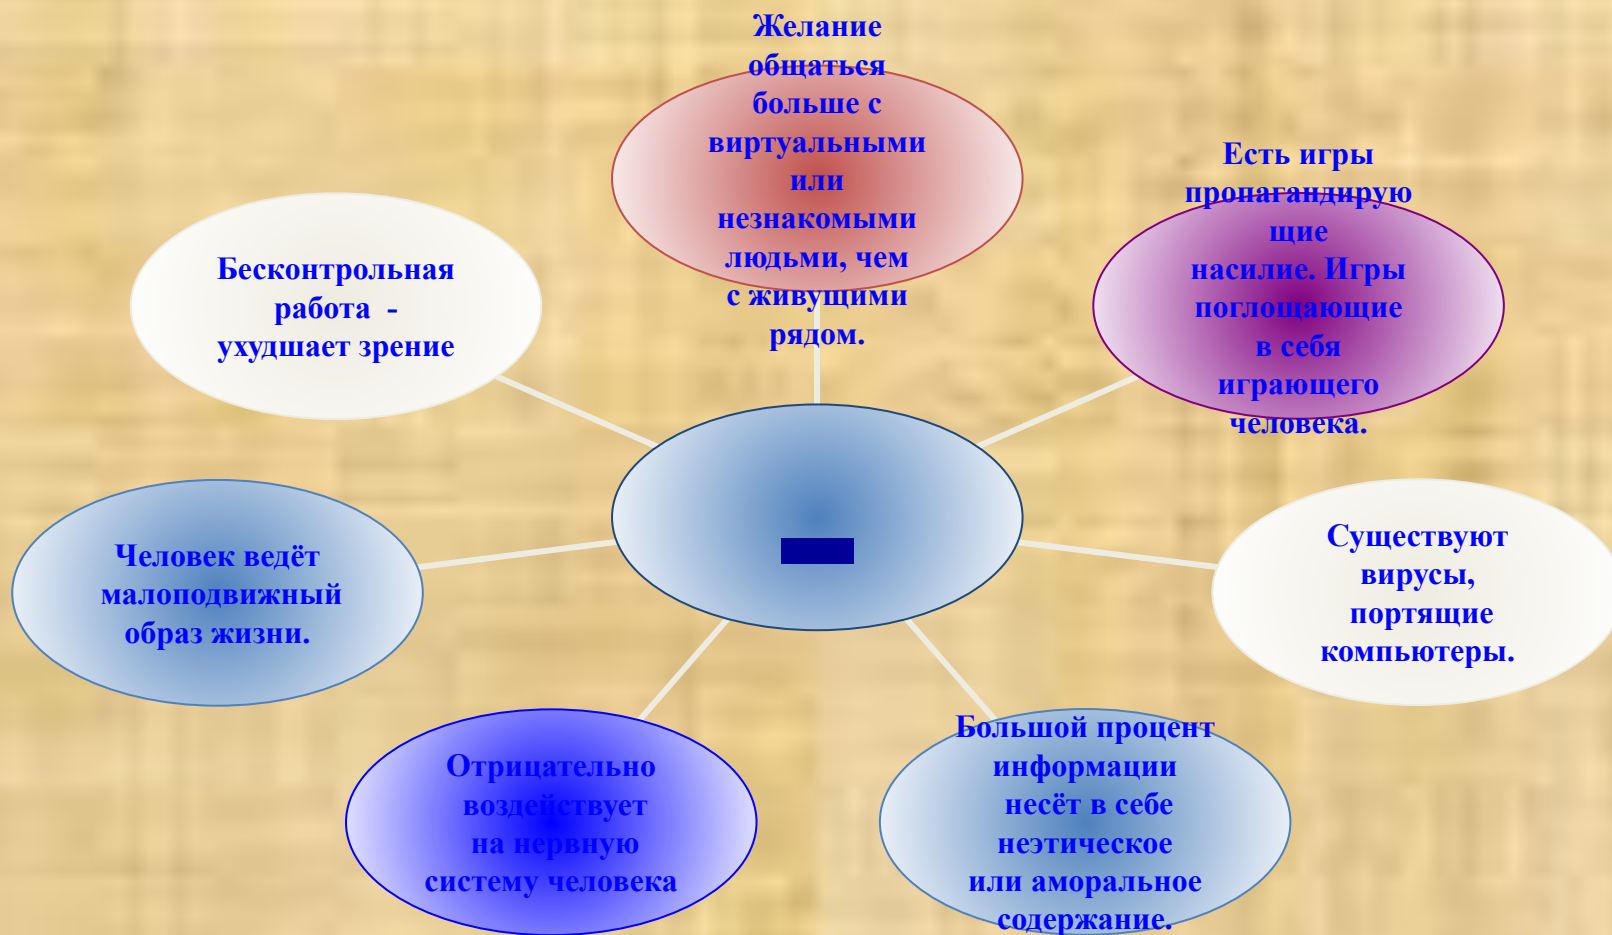 Желание
общаться
больше с
виртуальными
или
незнакомыми
людьми, чем
с живущими
рядом.
Есть игры
пропагандирую
щие
насилие. Игры
поглощающие
в себя
играющего
человека.
Существуют
вирусы,
портящие
компьютеры.
Большой процент
информации
несёт в себе
неэтическое
или аморальное
содержание.
Отрицательно
воздействует
на нервную
систему человека
Человек ведёт
малоподвижный
образ жизни.
Бесконтрольная
работа -
ухудшает зрение
-